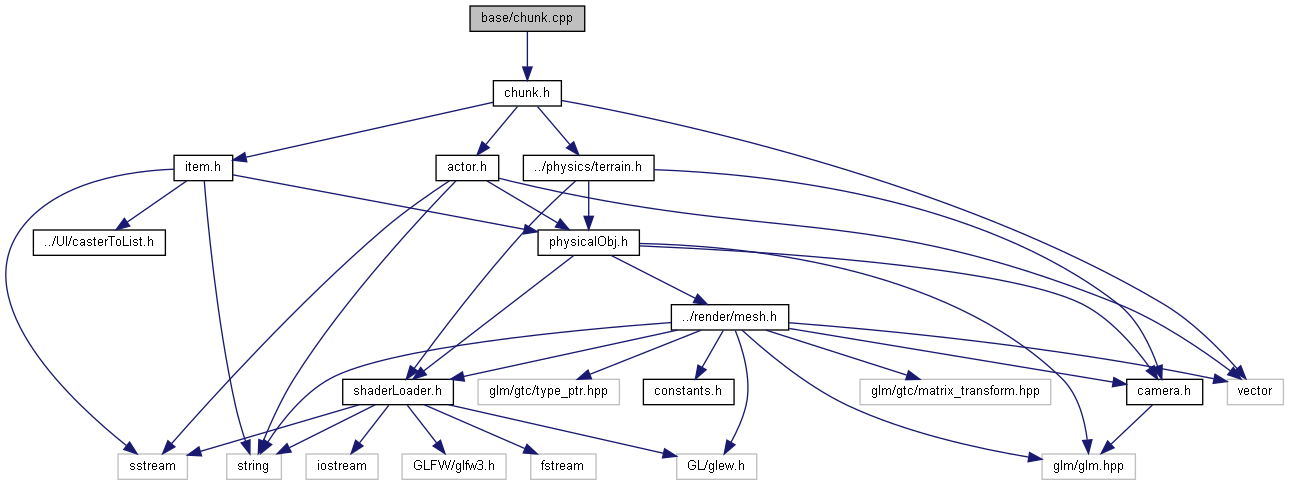 base/chunk.cpp
chunk.h
item.h
actor.h
../physics/terrain.h
../UI/casterToList.h
physicalObj.h
../render/mesh.h
shaderLoader.h
glm/gtc/type_ptr.hpp
constants.h
glm/gtc/matrix_transform.hpp
camera.h
vector
sstream
string
iostream
GLFW/glfw3.h
fstream
GL/glew.h
glm/glm.hpp